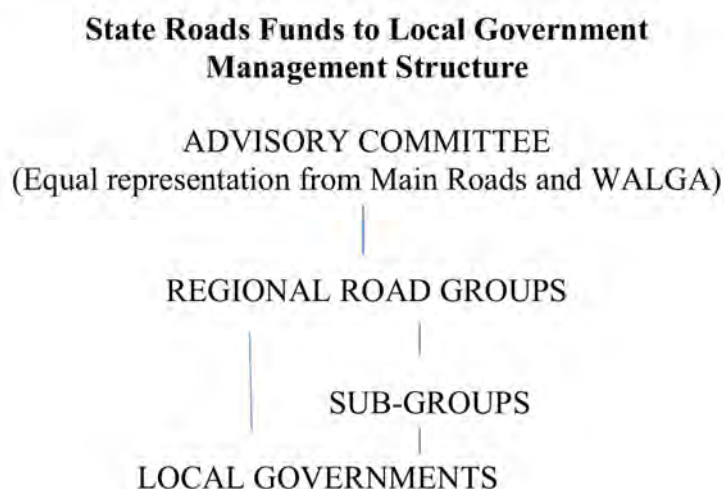 State Roads Funds to Local Government
Management Structure
ADVISORY COMMITTEE
(Equal representation from Main Roads and WALGA)
REGIONAL ROAD GROUPS
SUB-GROUPS
LOCAL GOVERNMENTS